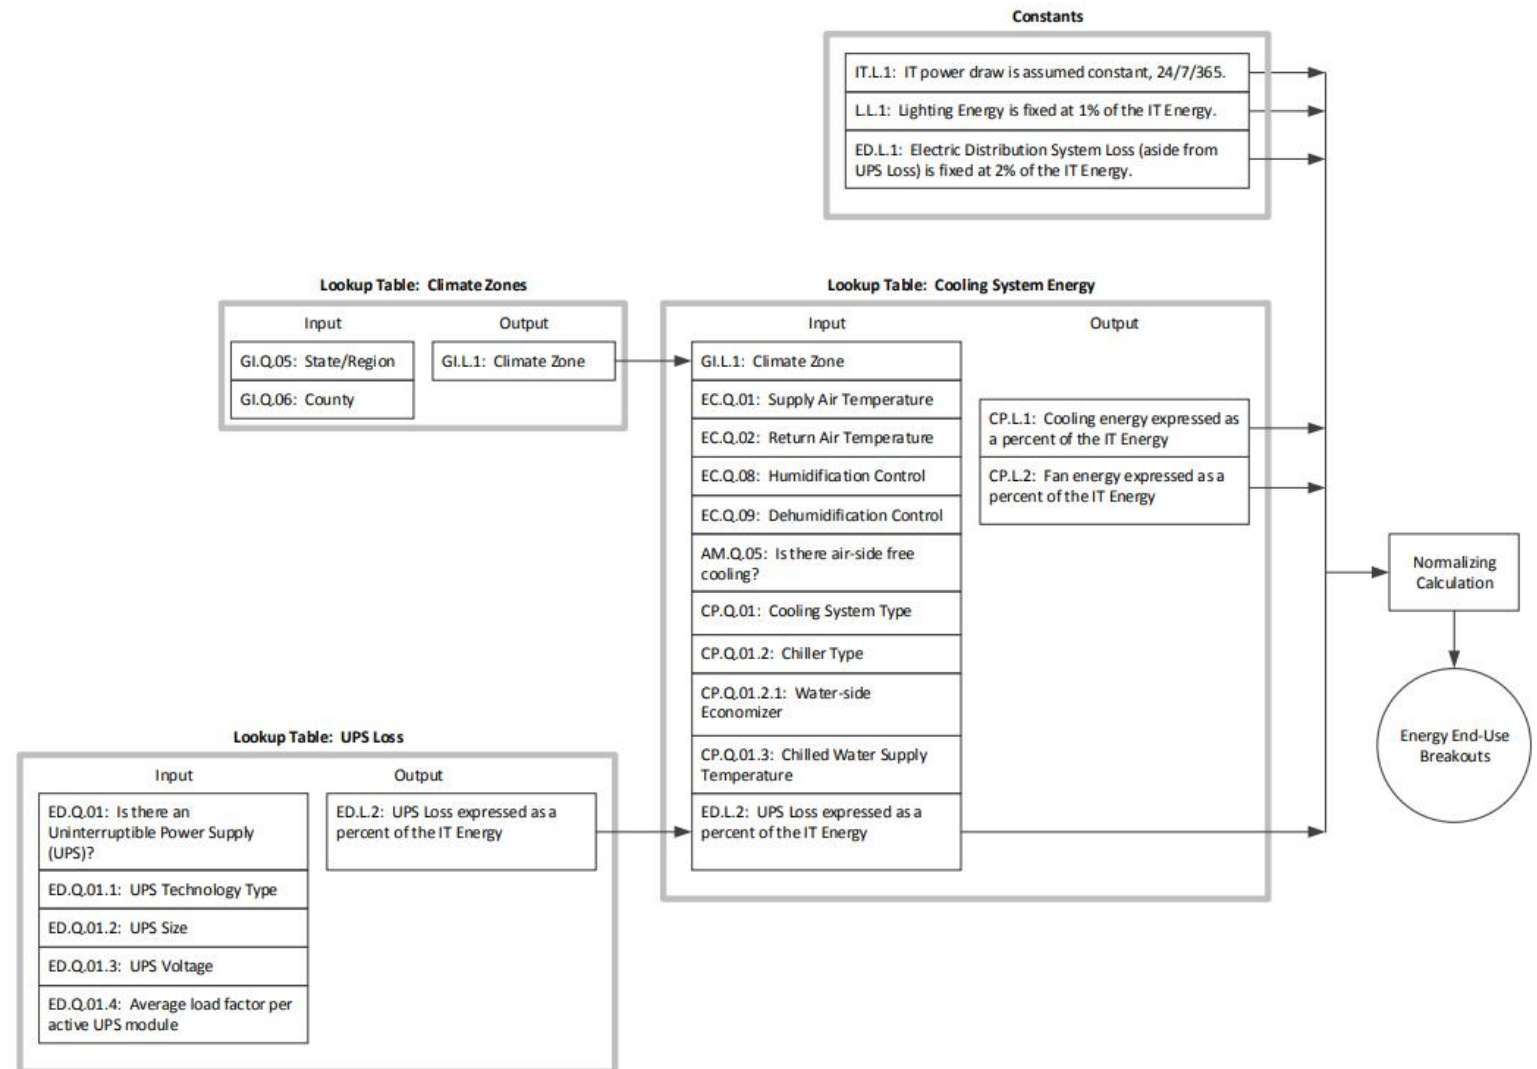 Constants
IT.L.1: IT power draw is assumed constant, 24/7/365.
L.L.1: Lighting Energy is fixed at 1% of the IT Energy.
ED.L.1: Electric Distribution System Loss (aside from
UPS Loss) is fixed at 2% of the IT Energy.
Lookup Table: Climate Zones
Input
Output
GI.Q.05: State/Region
GI.Q.06: County
GI.L.1: Climate Zone
Lookup Table: Cooling System Energy
Input
Output
GI.L.1: Climate Zone
EC.Q.01: Supply Air Temperature
EC.Q.02: Return Air Temperature
EC.Q.08: Humidification Control
EC.Q.09: Dehumidification Control
AM.Q.05: Is there air-side free
cooling?
CP.Q.01: Cooling System Type
CP.Q.01.2: Chiller Type
CP.Q.01.2.1: Water-side
Economizer
CP.Q.01.3: Chilled Water Supply
Temperature
ED.L.2: UPS Loss expressed as a
percent of the IT Energy
CP.L.1: Cooling energy expressed as
a percent of the IT Energy
CP.L.2: Fan energy expressed as a
percent of the IT Energy
Normalizing
Calculation
Energy End-Use
Breakouts
Lookup Table: UPS Loss
Input
Output
ED.Q.01: Is there an
Uninterruptible Power Supply
(UPS)?
ED.Q.01.1: UPS Technology Type
ED.Q.01.2: UPS Size
ED.Q.01.3: UPS Voltage
ED.Q.01.4: Average load factor per
active UPS module
ED.L.2: UPS Loss expressed as a
percent of the IT Energy